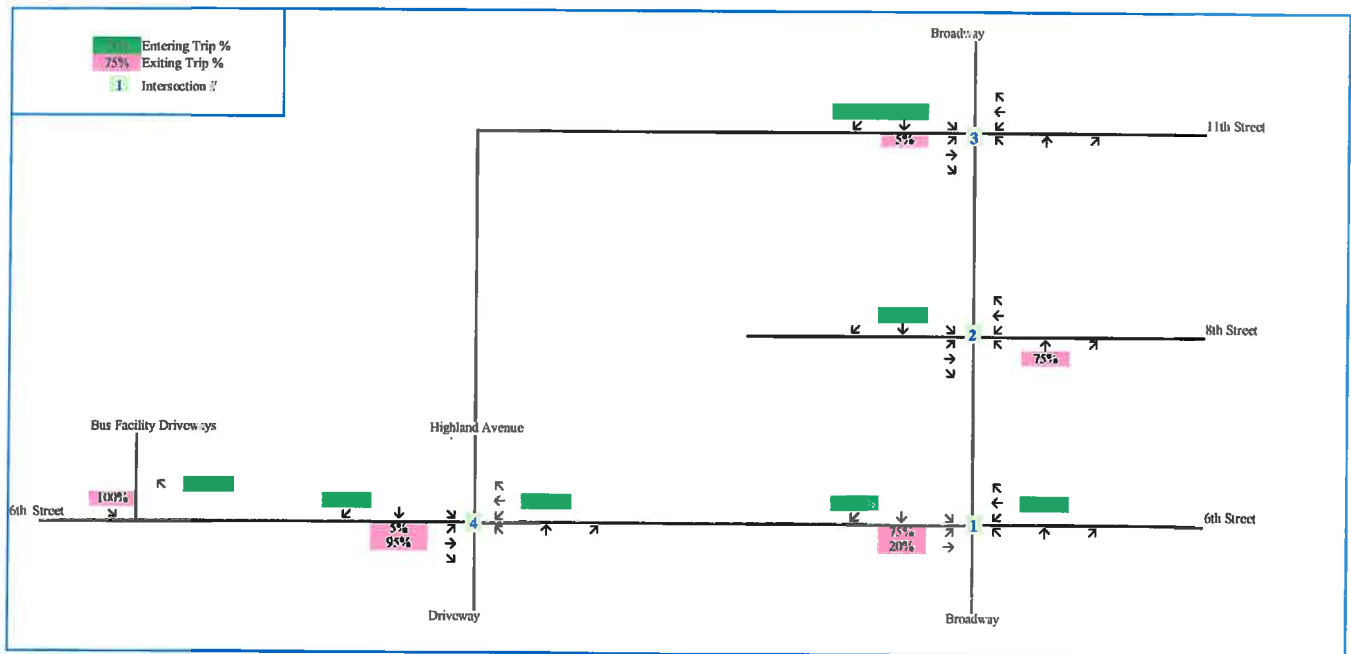 Entering Trip %
75% Exiting Trip %
1 Intersection #
Broadway
11th Street
3
5%
8th Street
2
75%
Bus Facility Driveways
Highland Avenue
100%
6th Street
4
5%
95%
1
75%
20%
6th Street
Driveway
Broadway